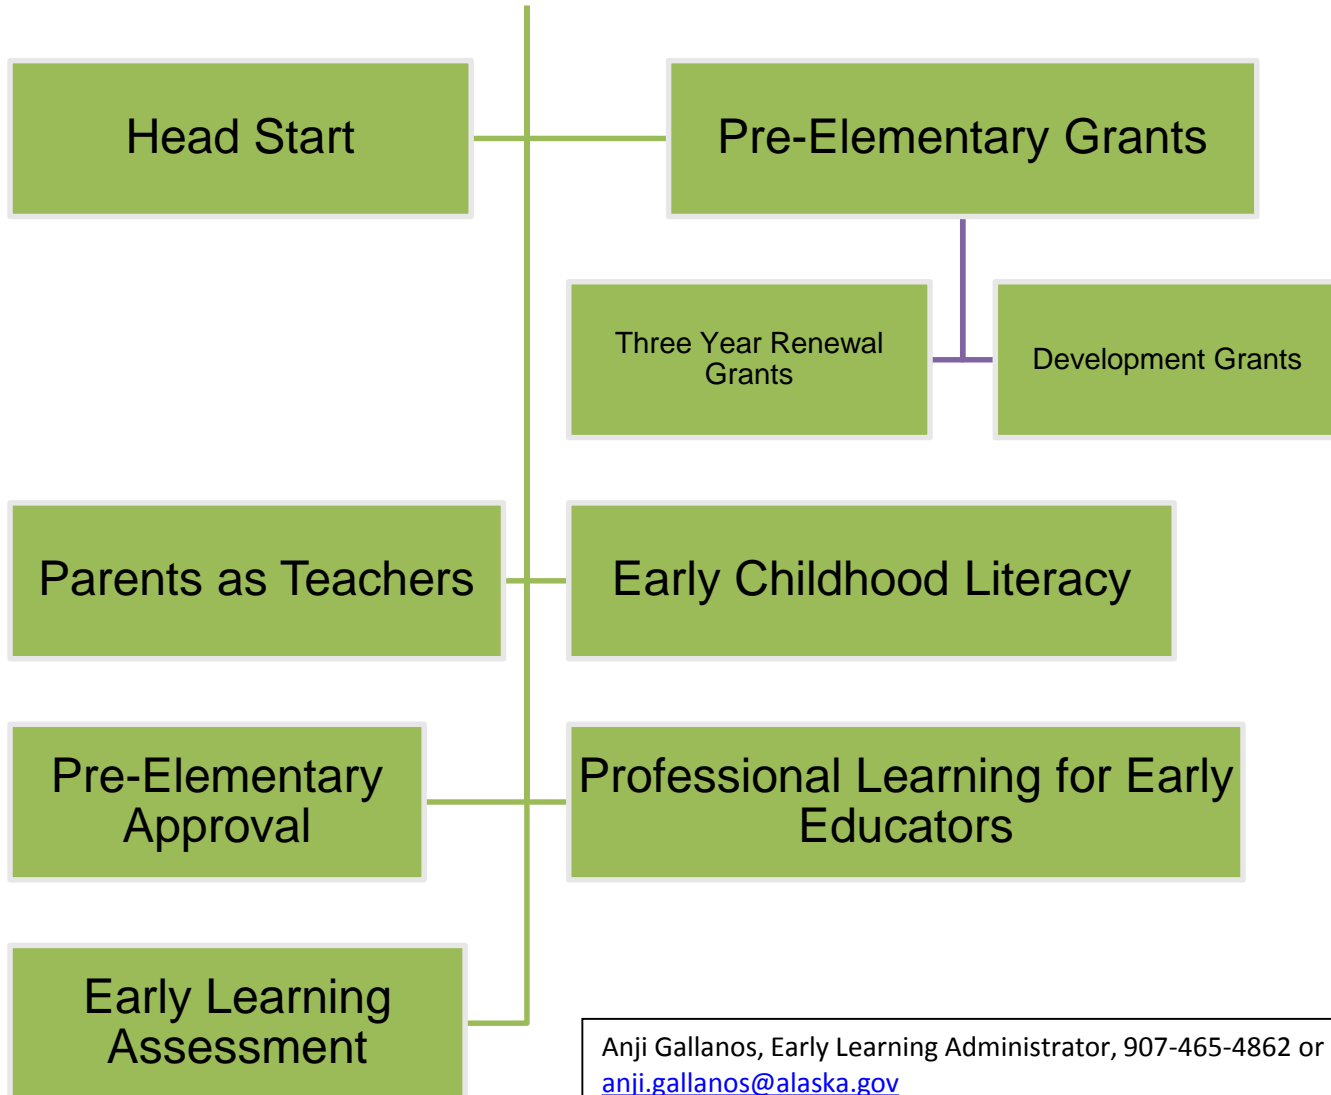 Head Start
Pre-Elementary Grants
Three Year Renewal
Grants
Development Grants
Parents as Teachers
Early Childhood Literacy
Pre-Elementary
Approval
Professional Learning for Early
Educators
Early Learning
Assessment
Anji Gallanos, Early Learning Administrator, 907-465-4862 or
anji.gallanos@alaska.gov